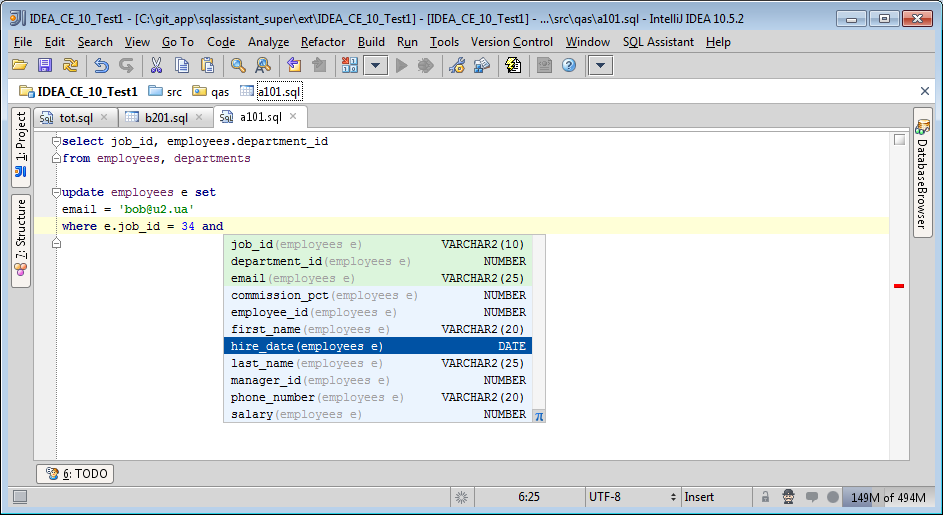 IDEA_CE_10_Test1 - [C:\git_app\sqlassistant_super\ext\IDEA_CE_10_Test1] - [IDEA_CE_10_Test1] - ...\src\qas\a101.sql - IntelliJ IDEA 10.5.2
File Edit Search View Go To Code Analyze Refactor Build Run Tools Version Control Window SQL Assistant Help
IDEA_CE_10_Test1 src qas a101.sql
1: Project
7: Structure
tot.sql b201.sql a101.sql
select job_id, employees.department_id
from employees, departments
update employees e set
email = 'bob@u2.ua'
where e.job_id = 34 and
job_id(employees e) VARCHAR2(10)
department_id(employees e) NUMBER
email(employees e) VARCHAR2(25)
commission_pct(employees e) NUMBER
employee_id(employees e) NUMBER
first_name(employees e) VARCHAR2(20)
hire_date(employees e) DATE
last_name(employees e) VARCHAR2(25)
manager_id(employees e) NUMBER
phone_number(employees e) VARCHAR2(20)
salary(employees e) NUMBER
π
DatabaseBrowser
6: TODO
6:25 UTF-8 Insert 149M of 494M